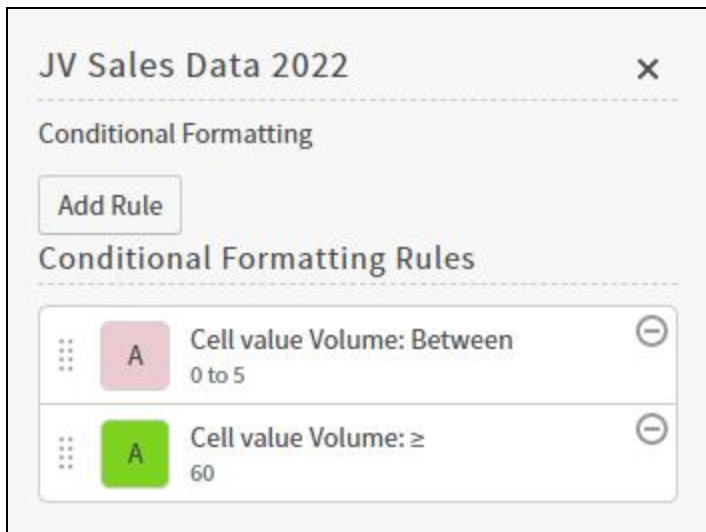 JV Sales Data 2022
Conditional Formatting
Add Rule
Conditional Formatting Rules
A
Cell value Volume: Between
0 to 5
A
Cell value Volume: ≥
60